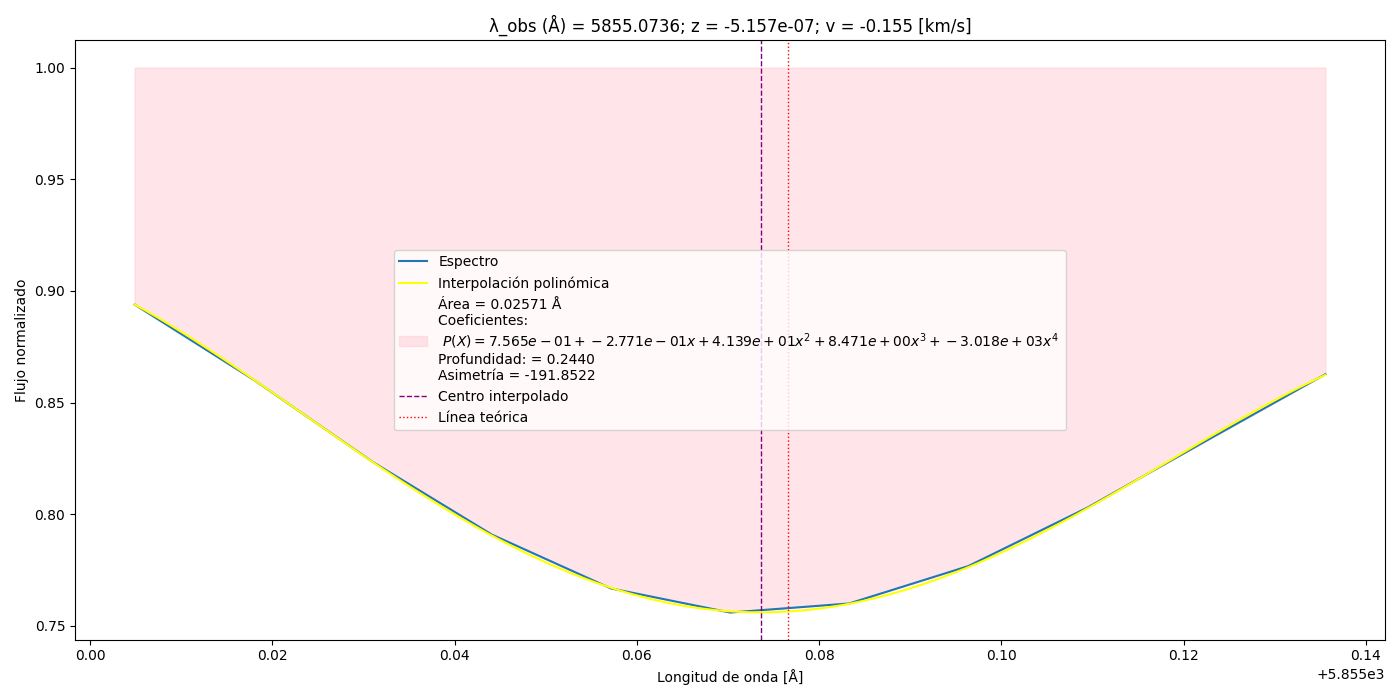 λ_obs (Å) = 5855.0736; z = -5.157e-07; v = -0.155 [km/s]
1.00
0.95
0.90
0.85
0.80
0.75
Flujo normalizado
Espectro
Interpolación polinómica
Área = 0.02571 Å
Coeficientes:
P(X) = 7.565e − 01 + − 2.771e − 01x + 4.139e + 01x² + 8.471e + 00x³ + − 3.018e + 03x⁴
Profundidad: = 0.2440
Asimetría = -191.8522
Centro interpolado
Línea teórica
0.00 0.02 0.04 0.06 0.08 0.10 0.12 0.14
+5.855e3
Longitud de onda [Å]